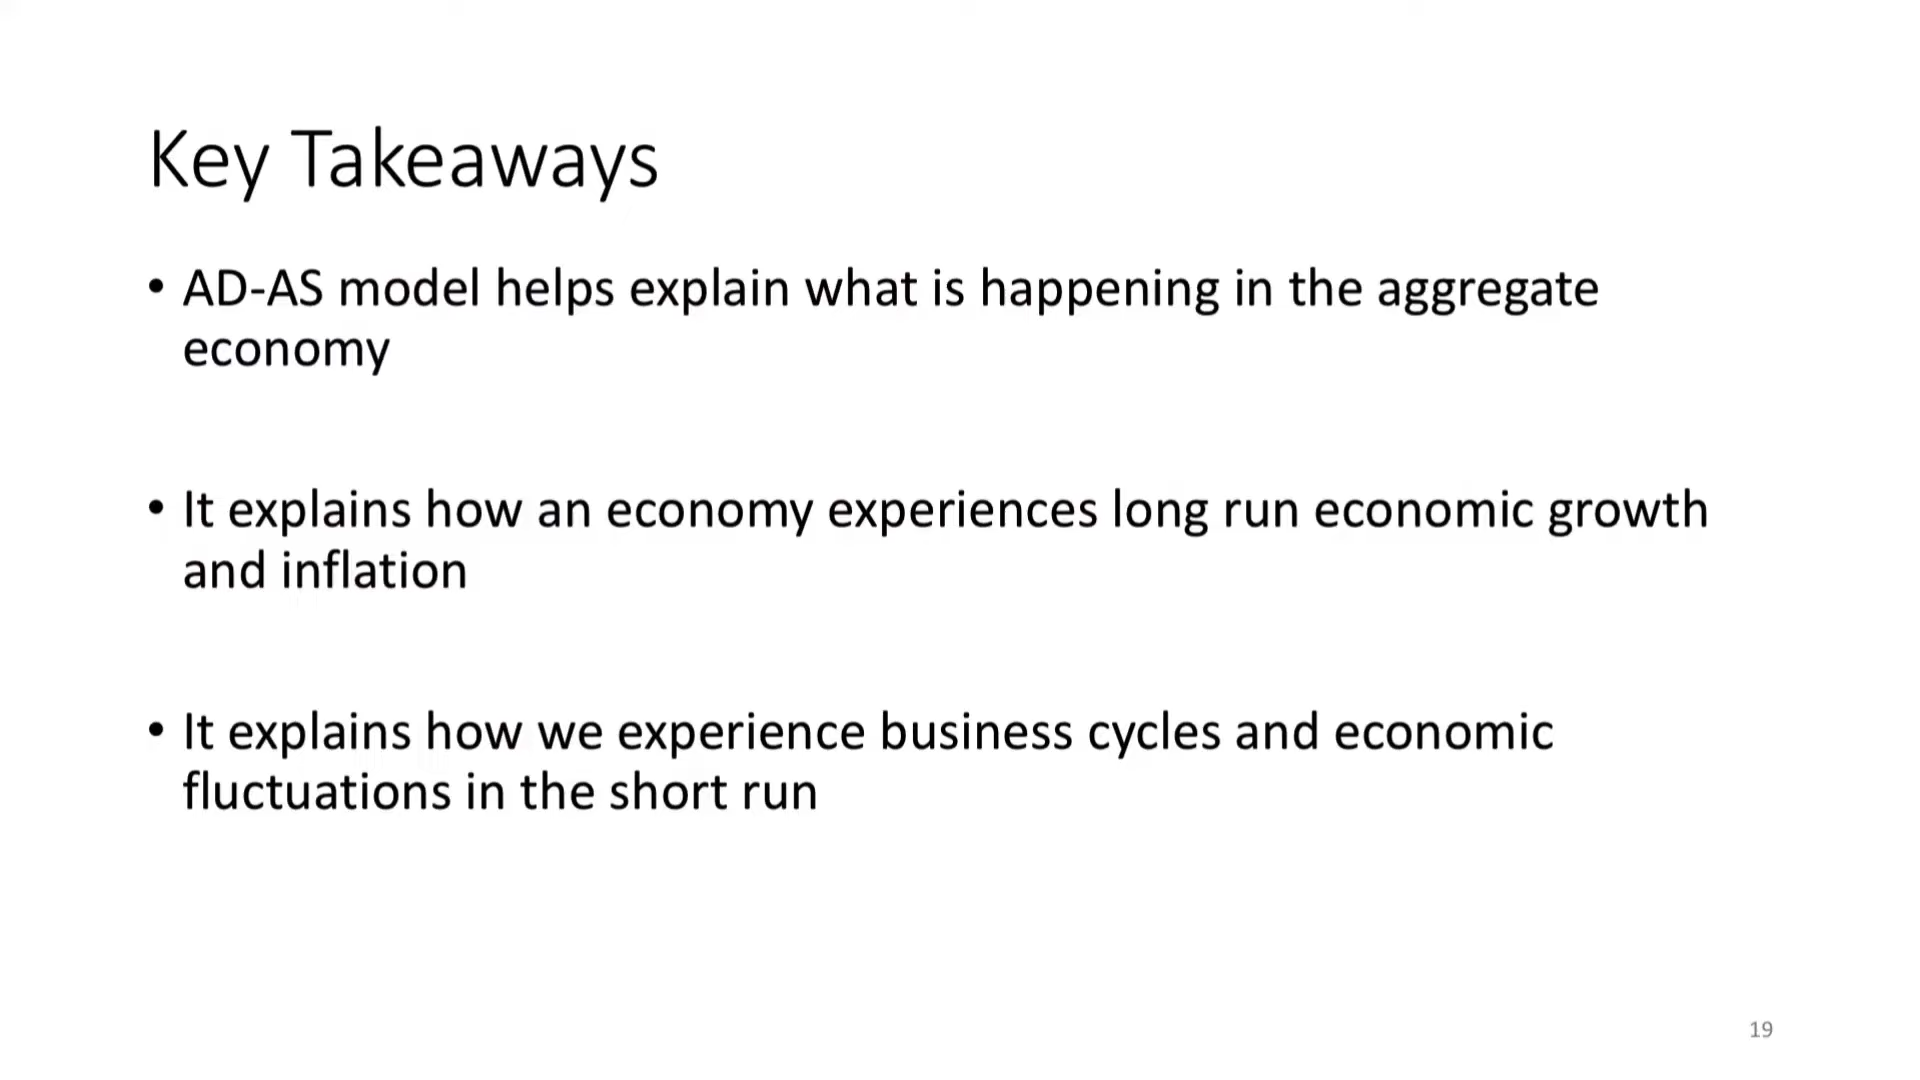 Key Takeaways
• AD-AS model helps explain what is happening in the aggregate
economy
• It explains how an economy experiences long run economic growth
and inflation
• It explains how we experience business cycles and economic
fluctuations in the short run
19